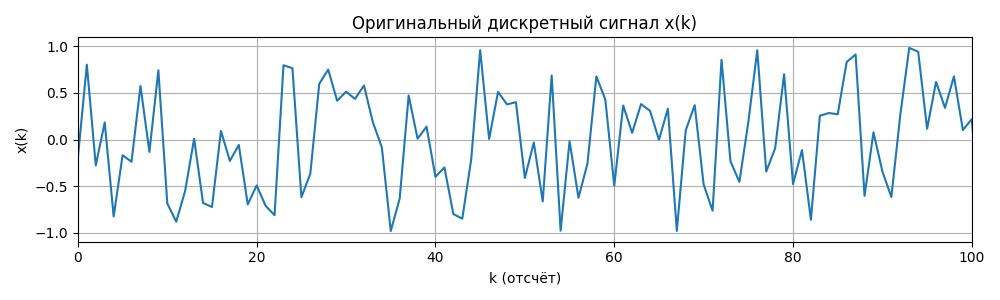 Оригинальный дискретный сигнал x(k)
1.0
0.5
0.0
−0.5
−1.0
x(k)
0 20 40 60 80 100
k (отсчёт)